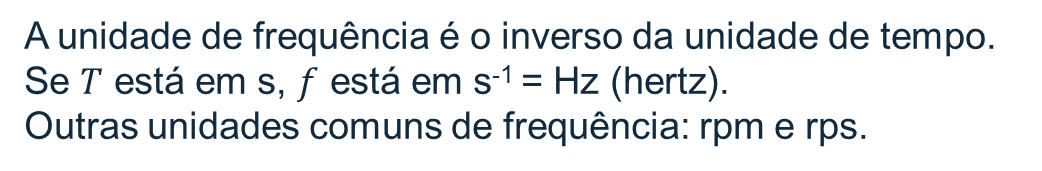 A unidade de frequência é o inverso da unidade de tempo.
Se T está em s, f está em s⁻¹ = Hz (hertz).
Outras unidades comuns de frequência: rpm e rps.